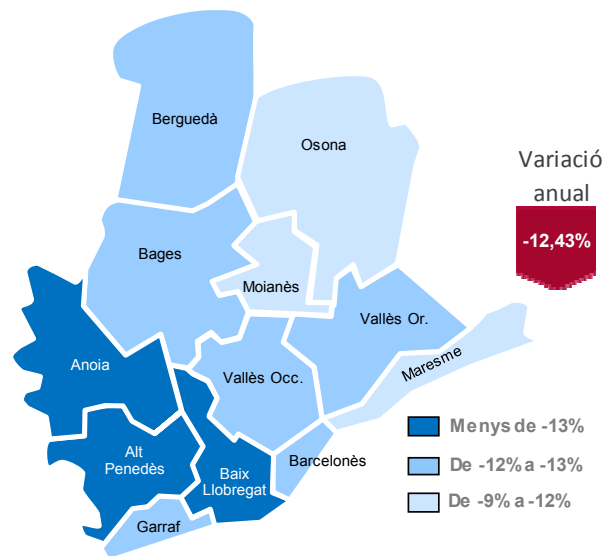 Berguedà
Osona
Variació
anual
-12,43%
Bages
Moianès
Vallès Or.
Anoia
Vallès Occ.
Maresme
Menys de -13%
Alt
Penedès
Baix
Llobregat
Barcelonès
De -12% a -13%
De -9% a -12%
Garraf